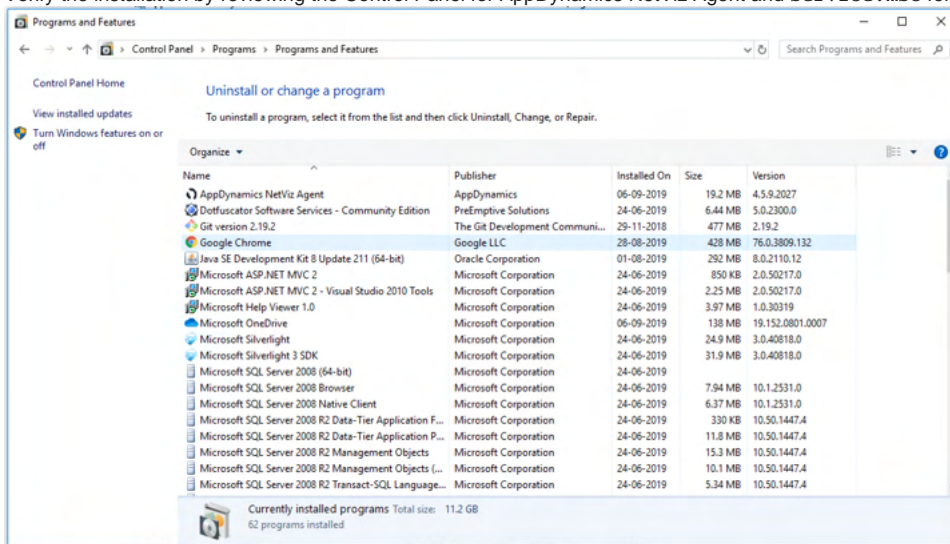 Verify the installation by reviewing the Control Panel for AppDynamics NetViz Agent and
Programs and Features
Control Panel > Programs > Programs and Features
Search Programs and Features
Control Panel Home
View installed updates
Turn Windows features on or
off
Uninstall or change a program
To uninstall a program, select it from the list and then click Uninstall, Change, or Repair.
Organize
Name Publisher Installed On Size Version
AppDynamics NetViz Agent AppDynamics 06-09-2019 19.2 MB 4.5.9.2027
Dotfuscator Software Services - Community Edition PreEmptive Solutions 24-06-2019 6.44 MB 5.0.2300.0
Git version 2.19.2 The Git Development Communi... 29-11-2018 477 MB 2.19.2
Google Chrome Google LLC 28-08-2019 428 MB 76.0.3809.132
Java SE Development Kit 8 Update 211 (64-bit) Oracle Corporation 01-08-2019 292 MB 8.0.2110.12
Microsoft ASP.NET MVC 2 Microsoft Corporation 24-06-2019 850 KB 2.0.50217.0
Microsoft ASP.NET MVC 2 - Visual Studio 2010 Tools Microsoft Corporation 24-06-2019 2.25 MB 2.0.50217.0
Microsoft Help Viewer 1.0 Microsoft Corporation 24-06-2019 3.97 MB 1.0.30319
Microsoft OneDrive Microsoft Corporation 06-09-2019 138 MB 19.152.0801.0007
Microsoft Silverlight Microsoft Corporation 24-06-2019 24.9 MB 3.0.40818.0
Microsoft Silverlight 3 SDK Microsoft Corporation 24-06-2019 31.9 MB 3.0.40818.0
Microsoft SQL Server 2008 (64-bit) Microsoft Corporation 24-06-2019
Microsoft SQL Server 2008 Browser Microsoft Corporation 24-06-2019 7.94 MB 10.1.2531.0
Microsoft SQL Server 2008 Native Client Microsoft Corporation 24-06-2019 6.37 MB 10.1.2531.0
Microsoft SQL Server 2008 R2 Data-Tier Application F... Microsoft Corporation 24-06-2019 330 KB 10.50.1447.4
Microsoft SQL Server 2008 R2 Data-Tier Application P... Microsoft Corporation 24-06-2019 11.8 MB 10.50.1447.4
Microsoft SQL Server 2008 R2 Management Objects Microsoft Corporation 24-06-2019 15.3 MB 10.50.1447.4
Microsoft SQL Server 2008 R2 Management Objects (... Microsoft Corporation 24-06-2019 10.1 MB 10.50.1447.4
Microsoft SQL Server 2008 R2 Transact-SQL Language... Microsoft Corporation 24-06-2019 5.34 MB 10.50.1447.4
Currently installed programs Total size: 11.2 GB
62 programs installed